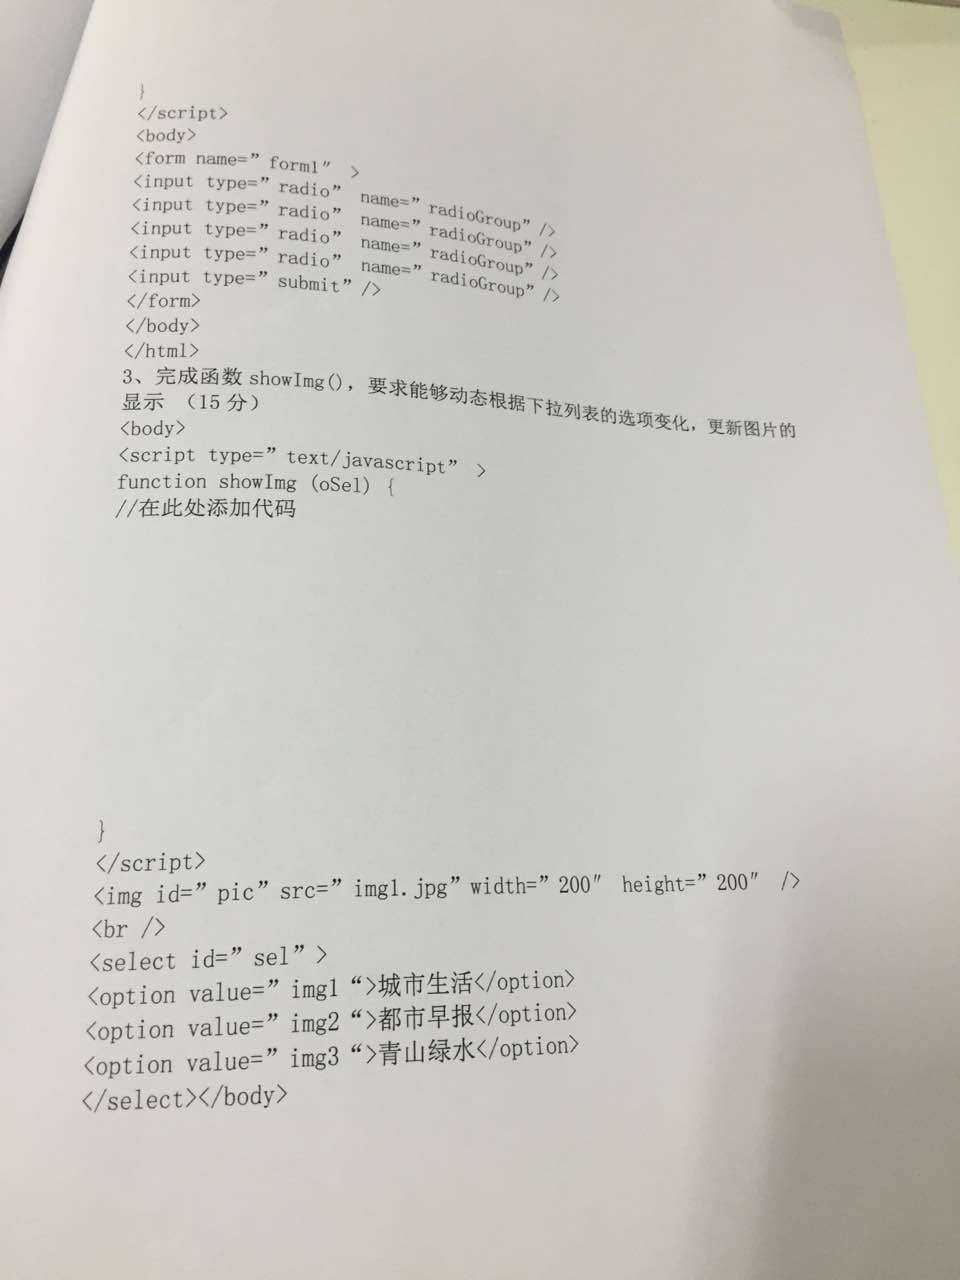 }
</script>
<body>
<form name=”form1″ >
<input type=”radio” name=”radioGroup” />
<input type=”radio” name=”radioGroup” />
<input type=”radio” name=”radioGroup” />
<input type=”radio” name=”radioGroup” />
<input type=”submit” />
</form>
</body>
</html>
3、完成函数 showImg()，要求能够动态根据下拉列表的选项变化，更新图片的
显示 （15 分）
<body>
<script type=”text/javascript” >
function showImg (oSel) {
//在此处添加代码
}
</script>
<img id=”pic” src=”img1.jpg” width=”200″ height=”200″ />
<br />
<select id=”sel” >
<option value=”img1 “>城市生活</option>
<option value=”img2 “>都市早报</option>
<option value=”img3 “>青山绿水</option>
</select></body>